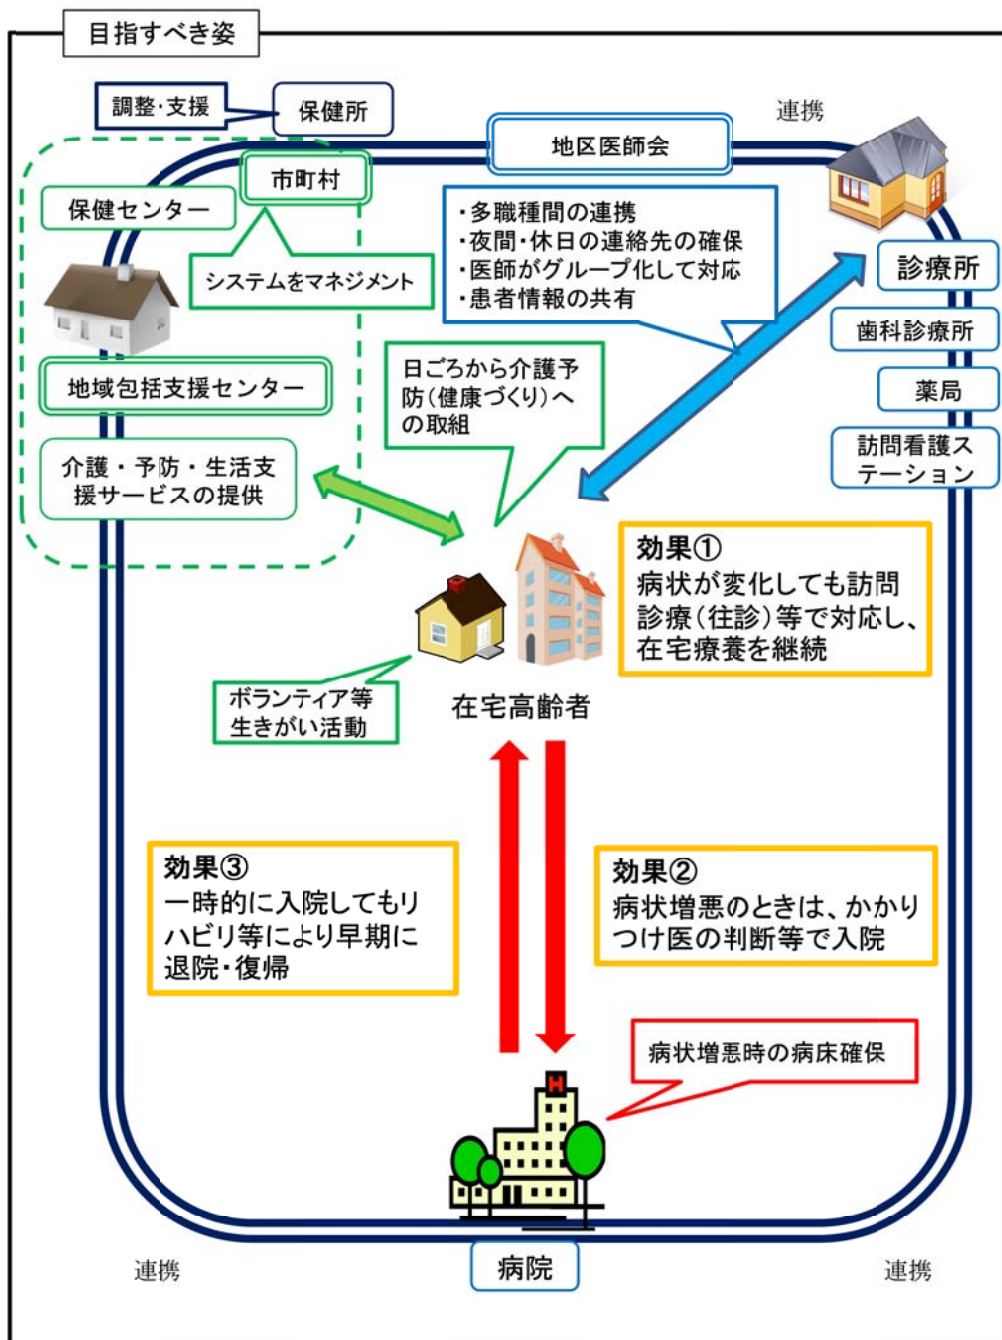 目指すべき姿
調整・支援
保健所
連携
地区医師会
市町村
保健センター
システムをマネジメント
・多職種間の連携
・夜間・休日の連絡先の確保
・医師がグループ化して対応
・患者情報の共有
診療所
歯科診療所
薬局
訪問看護ス
テーション
地域包括支援センター
介護・予防・生活支
援サービスの提供
日ごろから介護予
防(健康づくり)へ
の取組
効果①
病状が変化しても訪問
診療(往診)等で対応し、
在宅療養を継続
ボランティア等
生きがい活動
在宅高齢者
効果③
一時的に入院してもリ
ハビリ等により早期に
退院・復帰
効果②
病状増悪のときは、かかり
つけ医の判断等で入院
病状増悪時の病床確保
H
病院
連携
連携